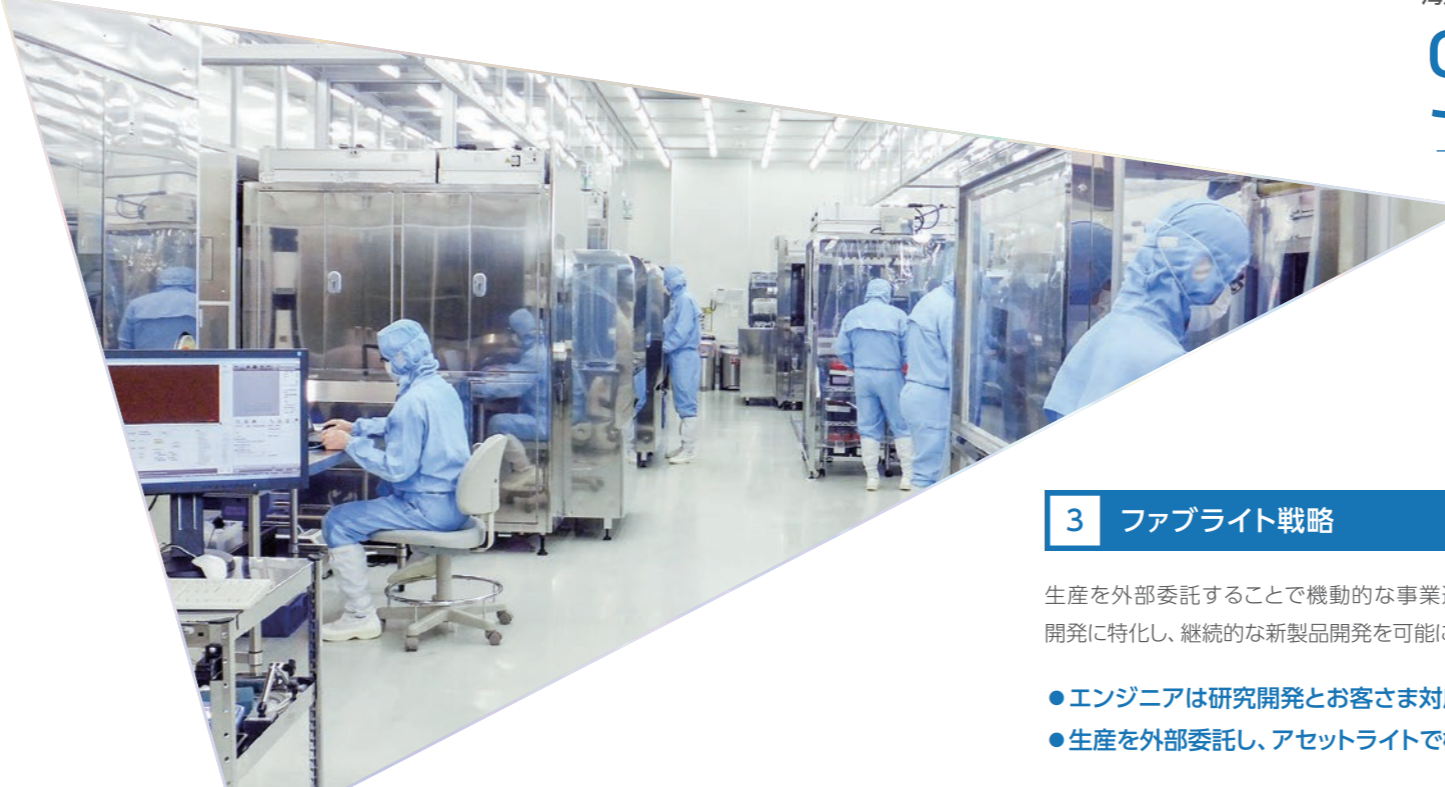 3 ファブライト戦略
生産を外部委託することで機動的な事業
開発に特化し、継続的な新製品開発を可能に
●エンジニアは研究開発とお客さま対
●生産を外部委託し、アセットライトで